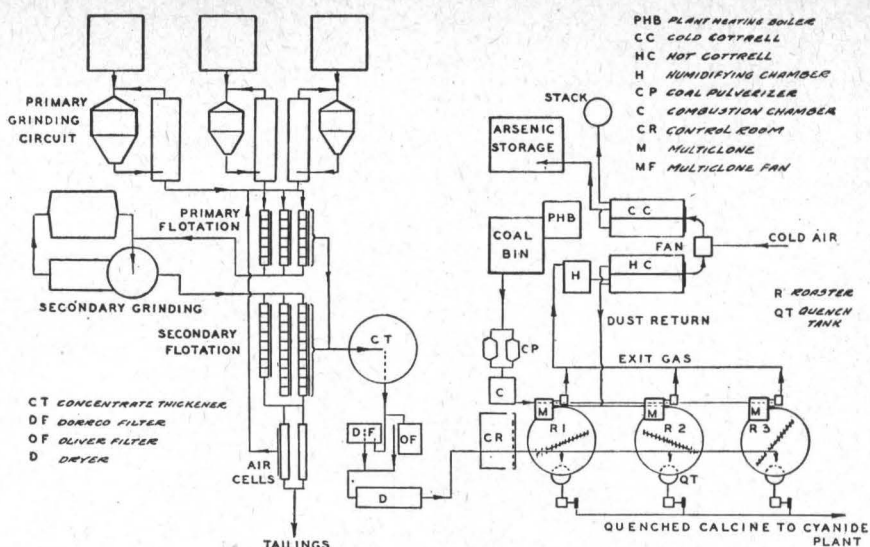 PRIMARY
GRINDING
CIRCUIT
PRIMARY
FLOTATION
SECONDARY GRINDING
SECONDARY
FLOTATION
CT
CT CONCENTRATE THICKENER
DF DORRCO FILTER
OF OLIVER FILTER
D DRYER
D:F
OF
AIR
CELLS
D
TAILINGS
PHB PLANT HEATING BOILER
CC COLD COTTRELL
HC HOT COTTRELL
H HUMIDIFYING CHAMBER
CP COAL PULVERIZER
C COMBUSTION CHAMBER
CR CONTROL ROOM
M MULTICLONE
MF MULTICLONE FAN
STACK
ARSENIC
STORAGE
PHB
COAL
BIN
CC
FAN
COLD AIR
H
HC
R ROASTER
QT QUENCH
TANK
DUST RETURN
CP
EXIT GAS
C
CR
M
M
M
R1
R2
R3
QT
QUENCHED CALCINE TO CYANIDE
PLANT